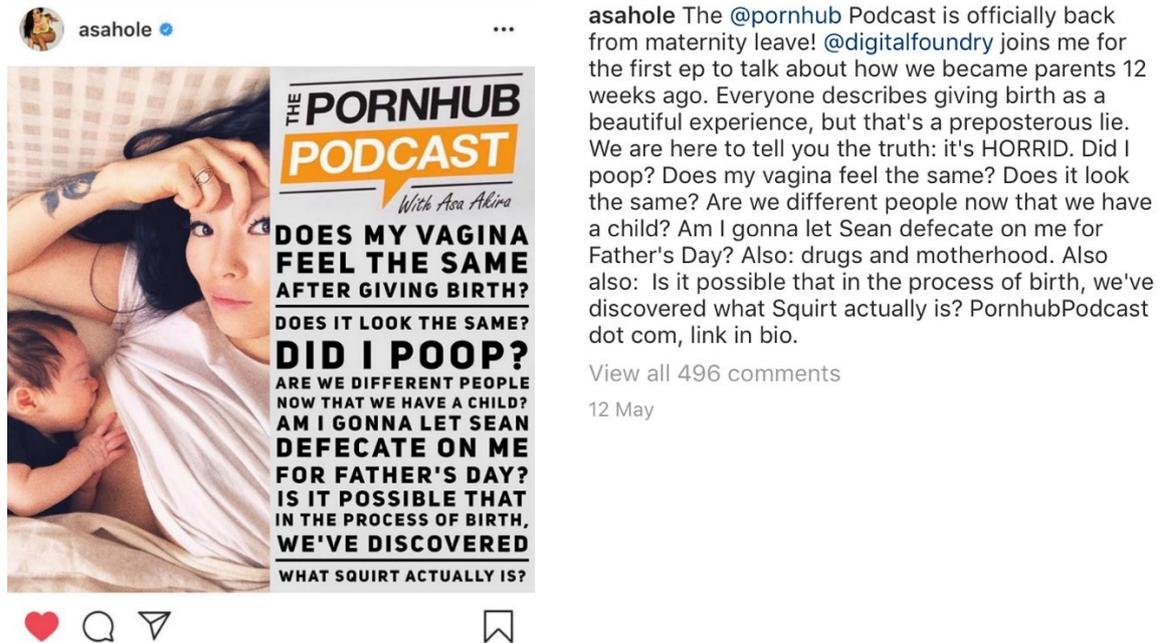 asahole
THE PORNHUB
PODCAST
With Asa Akira
DOES MY VAGINA
FEEL THE SAME
AFTER GIVING BIRTH?
DOES IT LOOK THE SAME?
DID I POOP?
ARE WE DIFFERENT PEOPLE
NOW THAT WE HAVE A CHILD?
AM I GONNA LET SEAN
DEFECATE ON ME
FOR FATHER'S DAY?
IS IT POSSIBLE THAT
IN THE PROCESS OF BIRTH,
WE'VE DISCOVERED
WHAT SQUIRT ACTUALLY IS?
asahole The @pornhub Podcast is officially back
from maternity leave! @digitalfoundry joins me for
the first ep to talk about how we became parents 12
weeks ago. Everyone describes giving birth as a
beautiful experience, but that's a preposterous lie.
We are here to tell you the truth: it's HORRID. Did I
poop? Does my vagina feel the same? Does it look
the same? Are we different people now that we have
a child? Am I gonna let Sean defecate on me for
Father's Day? Also: drugs and motherhood. Also
also:  Is it possible that in the process of birth, we've
discovered what Squirt actually is? PornhubPodcast
dot com, link in bio.
View all 496 comments
12 May